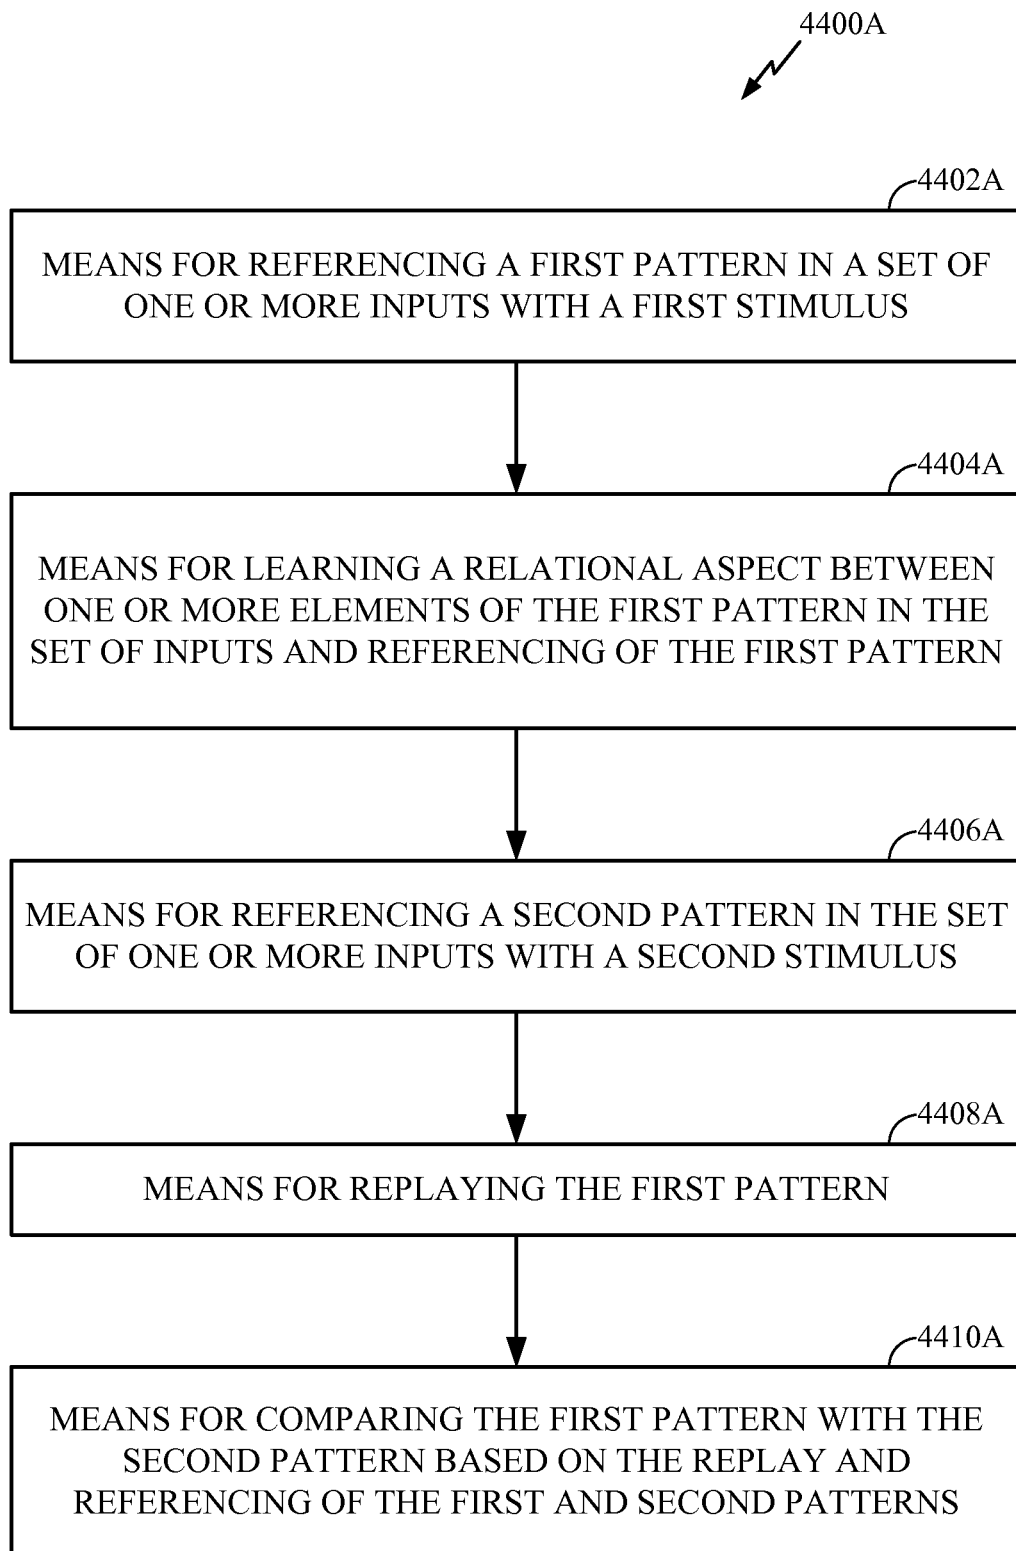 4400A
4402A
MEANS FOR REFERENCING A FIRST PATTERN IN A SET OF
ONE OR MORE INPUTS WITH A FIRST STIMULUS
4404A
MEANS FOR LEARNING A RELATIONAL ASPECT BETWEEN
ONE OR MORE ELEMENTS OF THE FIRST PATTERN IN THE
SET OF INPUTS AND REFERENCING OF THE FIRST PATTERN
4406A
MEANS FOR REFERENCING A SECOND PATTERN IN THE SET
OF ONE OR MORE INPUTS WITH A SECOND STIMULUS
4408A
MEANS FOR REPLAYING THE FIRST PATTERN
4410A
MEANS FOR COMPARING THE FIRST PATTERN WITH THE
SECOND PATTERN BASED ON THE REPLAY AND
REFERENCING OF THE FIRST AND SECOND PATTERNS